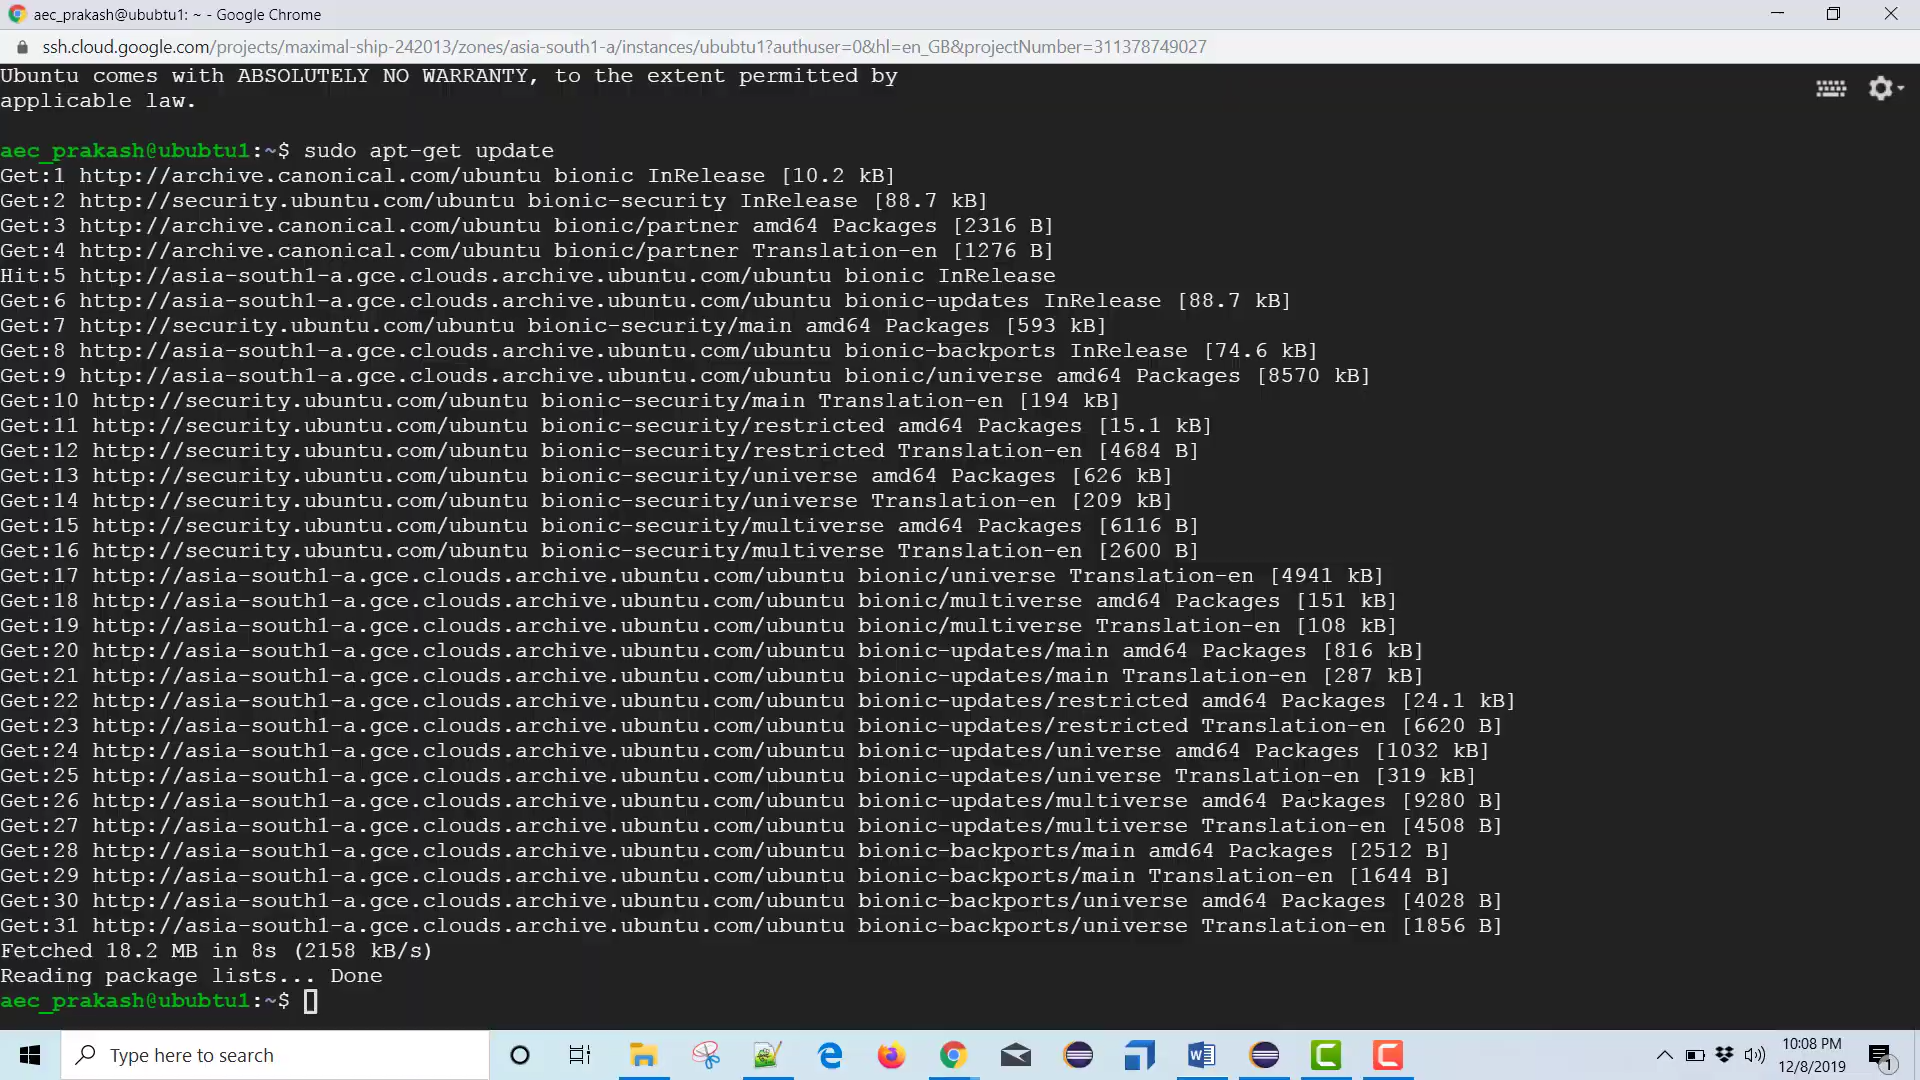 aec_prakash@ububtu1: ~ - Google Chrome
ssh.cloud.google.com/projects/maximal-ship-242013/zones/asia-south1-a/instances/ububtu1?authuser=0&hl=en_GB&projectNumber=311378749027
Ubuntu comes with ABSOLUTELY NO WARRANTY, to the extent permitted by
applicable law.
aec_prakash@ububtu1:~$ sudo apt-get update
Get:1 http://archive.canonical.com/ubuntu bionic InRelease [10.2 kB]
Get:2 http://security.ubuntu.com/ubuntu bionic-security InRelease [88.7 kB]
Get:3 http://archive.canonical.com/ubuntu bionic/partner amd64 Packages [2316 B]
Get:4 http://archive.canonical.com/ubuntu bionic/partner Translation-en [1276 B]
Hit:5 http://asia-south1-a.gce.clouds.archive.ubuntu.com/ubuntu bionic InRelease
Get:6 http://asia-south1-a.gce.clouds.archive.ubuntu.com/ubuntu bionic-updates InRelease [88.7 kB]
Get:7 http://security.ubuntu.com/ubuntu bionic-security/main amd64 Packages [593 kB]
Get:8 http://asia-south1-a.gce.clouds.archive.ubuntu.com/ubuntu bionic-backports InRelease [74.6 kB]
Get:9 http://asia-south1-a.gce.clouds.archive.ubuntu.com/ubuntu bionic/universe amd64 Packages [8570 kB]
Get:10 http://security.ubuntu.com/ubuntu bionic-security/main Translation-en [194 kB]
Get:11 http://security.ubuntu.com/ubuntu bionic-security/restricted amd64 Packages [15.1 kB]
Get:12 http://security.ubuntu.com/ubuntu bionic-security/restricted Translation-en [4684 B]
Get:13 http://security.ubuntu.com/ubuntu bionic-security/universe amd64 Packages [626 kB]
Get:14 http://security.ubuntu.com/ubuntu bionic-security/universe Translation-en [209 kB]
Get:15 http://security.ubuntu.com/ubuntu bionic-security/multiverse amd64 Packages [6116 B]
Get:16 http://security.ubuntu.com/ubuntu bionic-security/multiverse Translation-en [2600 B]
Get:17 http://asia-south1-a.gce.clouds.archive.ubuntu.com/ubuntu bionic/universe Translation-en [4941 kB]
Get:18 http://asia-south1-a.gce.clouds.archive.ubuntu.com/ubuntu bionic/multiverse amd64 Packages [151 kB]
Get:19 http://asia-south1-a.gce.clouds.archive.ubuntu.com/ubuntu bionic/multiverse Translation-en [108 kB]
Get:20 http://asia-south1-a.gce.clouds.archive.ubuntu.com/ubuntu bionic-updates/main amd64 Packages [816 kB]
Get:21 http://asia-south1-a.gce.clouds.archive.ubuntu.com/ubuntu bionic-updates/main Translation-en [287 kB]
Get:22 http://asia-south1-a.gce.clouds.archive.ubuntu.com/ubuntu bionic-updates/restricted amd64 Packages [24.1 kB]
Get:23 http://asia-south1-a.gce.clouds.archive.ubuntu.com/ubuntu bionic-updates/restricted Translation-en [6620 B]
Get:24 http://asia-south1-a.gce.clouds.archive.ubuntu.com/ubuntu bionic-updates/universe amd64 Packages [1032 kB]
Get:25 http://asia-south1-a.gce.clouds.archive.ubuntu.com/ubuntu bionic-updates/universe Translation-en [319 kB]
Get:26 http://asia-south1-a.gce.clouds.archive.ubuntu.com/ubuntu bionic-updates/multiverse amd64 Packages [9280 B]
Get:27 http://asia-south1-a.gce.clouds.archive.ubuntu.com/ubuntu bionic-updates/multiverse Translation-en [4508 B]
Get:28 http://asia-south1-a.gce.clouds.archive.ubuntu.com/ubuntu bionic-backports/main amd64 Packages [2512 B]
Get:29 http://asia-south1-a.gce.clouds.archive.ubuntu.com/ubuntu bionic-backports/main Translation-en [1644 B]
Get:30 http://asia-south1-a.gce.clouds.archive.ubuntu.com/ubuntu bionic-backports/universe amd64 Packages [4028 B]
Get:31 http://asia-south1-a.gce.clouds.archive.ubuntu.com/ubuntu bionic-backports/universe Translation-en [1856 B]
Fetched 18.2 MB in 8s (2158 kB/s)
Reading package lists... Done
aec_prakash@ububtu1:~$
Type here to search
10:08 PM
12/8/2019
1